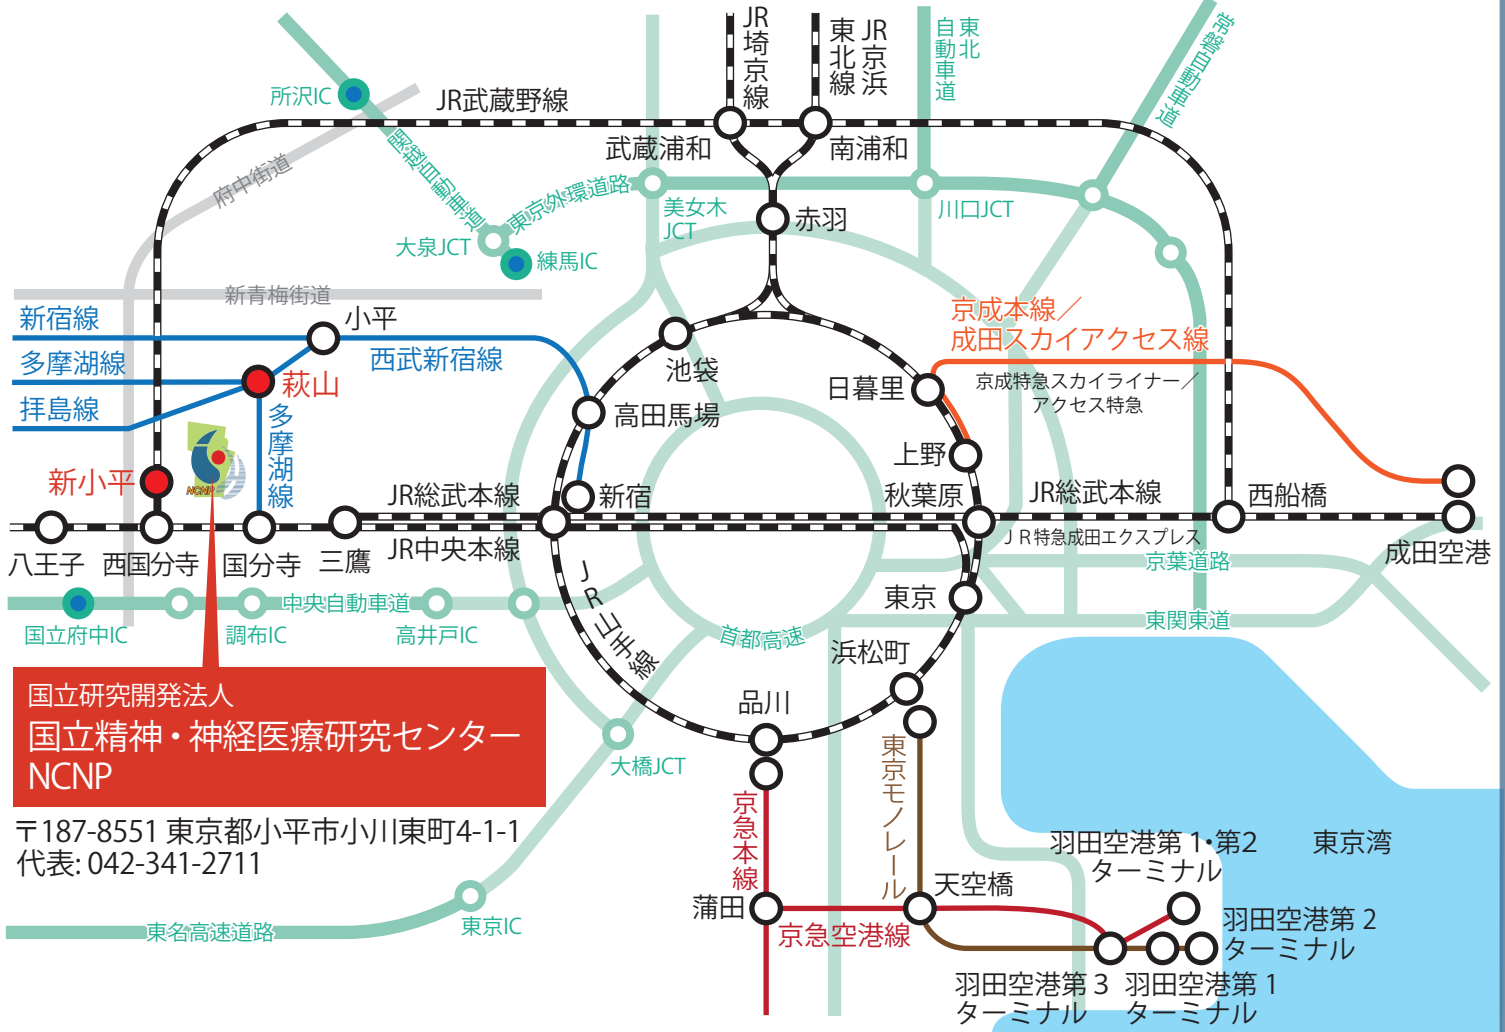 JR
埼京線
JR京浜
東北線
東北
自動車道
常磐自動車道
所沢IC
JR武蔵野線
関越自動車道
府中街道
武蔵浦和
南浦和
東京外環道路
美女木
JCT
川口JCT
赤羽
大泉JCT
練馬IC
新青梅街道
新宿線
小平
京成本線／
成田スカイアクセス線
多摩湖線
西武新宿線
池袋
日暮里
京成特急スカイライナー／
アクセス特急
萩山
拝島線
多摩湖線
高田馬場
上野
新小平
NCNP
JR総武本線
新宿
秋葉原
JR総武本線
西船橋
八王子
西国分寺
国分寺
三鷹
JR中央本線
ＪＲ特急成田エクスプレス
成田空港
京葉道路
中央自動車道
JR山手線
東京
国立府中IC
調布IC
高井戸IC
首都高速
東関東道
浜松町
国立研究開発法人
国立精神・神経医療研究センター
NCNP
品川
大橋JCT
東京モノレール
京急本線
〒187-8551 東京都小平市小川東町4-1-1
代表: 042-341-2711
羽田空港第 1・第2
ターミナル
東京湾
天空橋
蒲田
京急空港線
東名高速道路
東京IC
羽田空港第 2
ターミナル
羽田空港第 3
ターミナル
羽田空港第 1
ターミナル